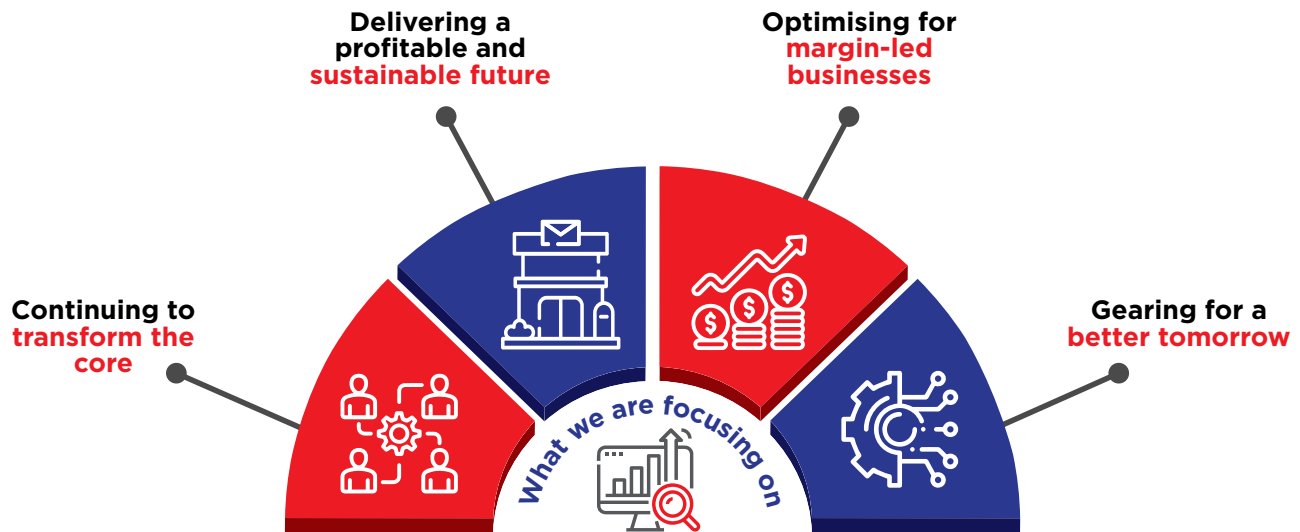 Delivering a
profitable and
sustainable future
Optimising for
margin-led
businesses
Continuing to
transform the
core
Gearing for a
better tomorrow
What we are focusing on
$
$
$